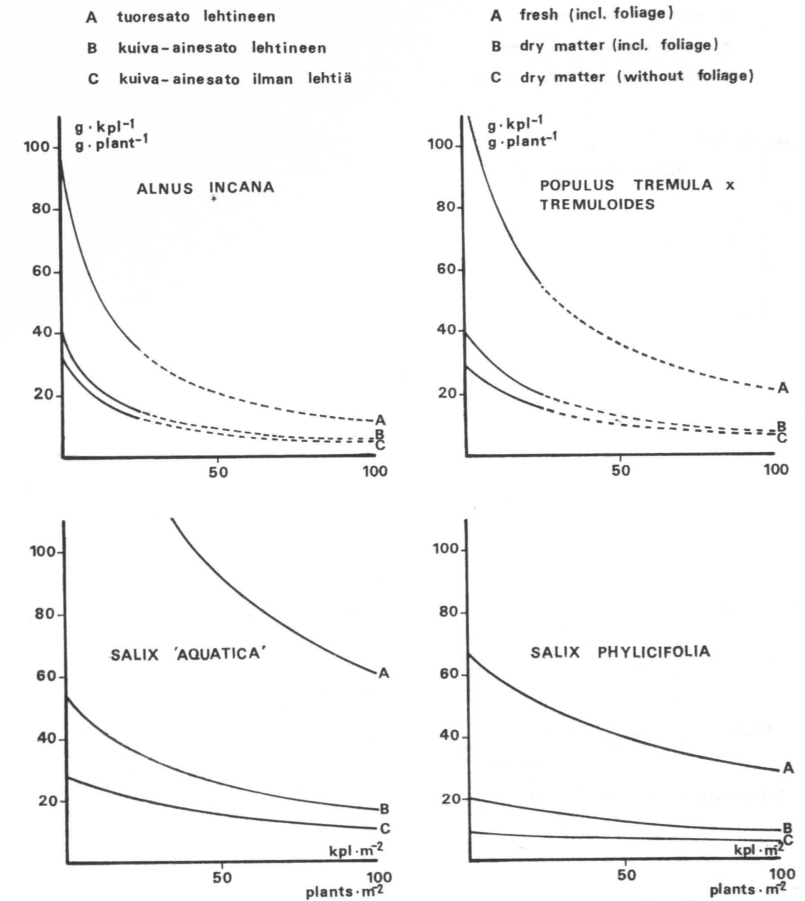 A tuoresato lehtineen
B kuiva-ainesato lehtineen
C kuiva-ainesato ilman lehtiä
A fresh (incl. foliage)
B dry matter (incl. foliage)
C dry matter (without foliage)
g·kpl⁻¹
g·plant⁻¹
ALNUS INCANA
*
100
80
60
40
20
A
B
C
50
100
g·kpl⁻¹
g·plant⁻¹
POPULUS TREMULA x
TREMULOIDES
100
80
60
40
20
A
B
C
50
100
SALIX 'AQUATICA'
100
80
60
40
20
A
B
C
kpl·m⁻²
50
100
plants·m⁻²
SALIX PHYLICIFOLIA
100
80
60
40
20
A
B
C
kpl·m⁻²
50
100
plants·m⁻²